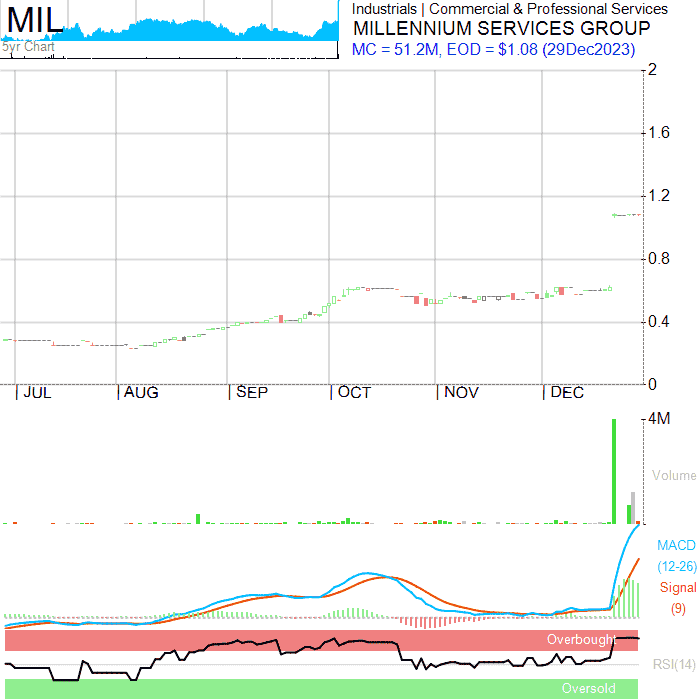 MIL
5yr Chart
Industrials | Commercial & Professional Services
MILLENNIUM SERVICES GROUP
MC = 51.2M, EOD = $1.08 (29Dec2023)
2
1.6
1.2
0.8
0.4
0
| JUL | AUG | SEP | OCT | NOV | DEC
4M
Volume
MACD
(12-26)
Signal
(9)
Overbought
RSI(14)
Oversold